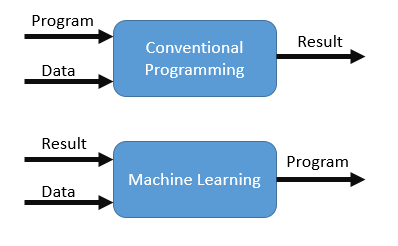 Program
Data
Conventional
Programming
Result
Result
Data
Machine Learning
Program